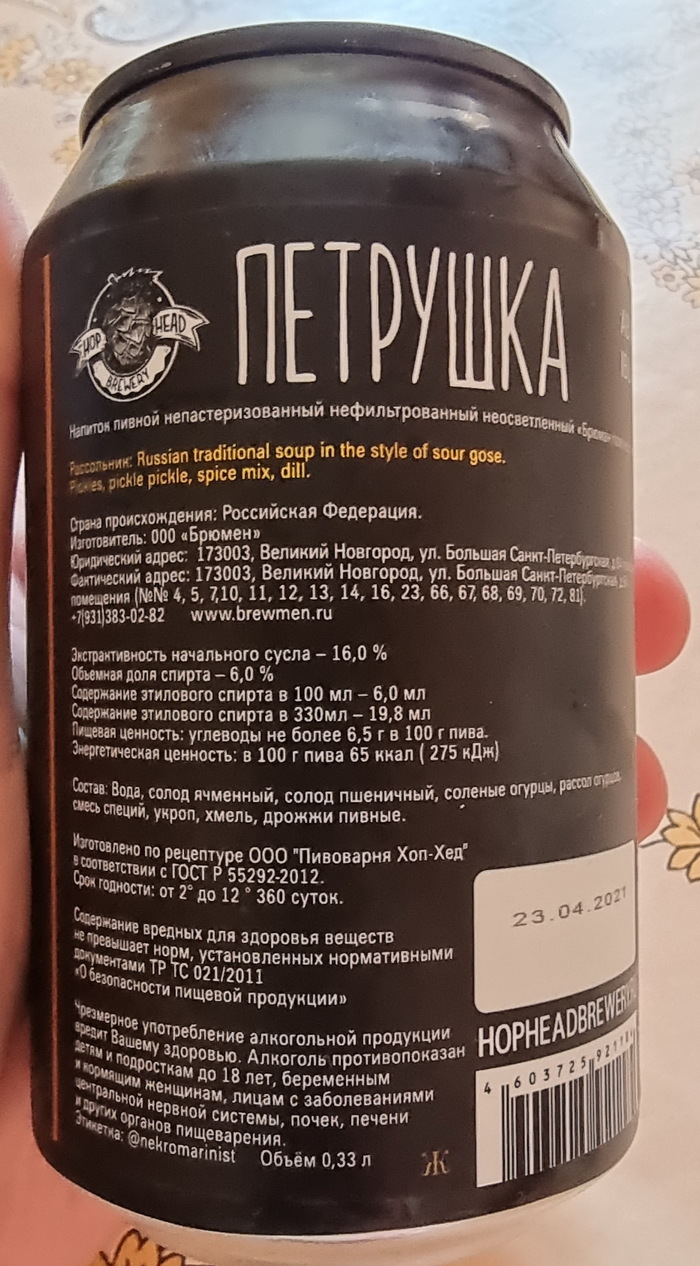 HOP HEAD
BREWERY
ПЕТРУШКА
Напиток пивной непастеризованный нефильтрованный неосветленный «Брюмен
Рассольник: Russian traditional soup in the style of sour gose.
Pickles, pickle pickle, spice mix, dill.
Страна происхождения: Российская Федерация.
Изготовитель: ООО «Брюмен»
Юридический адрес: 173003, Великий Новгород, ул. Большая Санкт-Петербургская,
Фактический адрес: 173003, Великий Новгород, ул. Большая Санкт-Петербургская,
помещения (№№ 4, 5, 7,10, 11, 12, 13, 14, 16, 23, 66, 67, 68, 69, 70, 72, 81).
+7(931)383-02-82 www.brewmen.ru
Экстрактивность начального сусла – 16,0 %
Объемная доля спирта – 6,0 %
Содержание этилового спирта в 100 мл – 6,0 мл
Содержание этилового спирта в 330мл – 19,8 мл
Пищевая ценность: углеводы не более 6,5 г в 100 г пива.
Энергетическая ценность: в 100 г пива 65 ккал ( 275 кДж)
Состав: Вода, солод ячменный, солод пшеничный, соленые огурцы, рассол огурцов,
смесь специй, укроп, хмель, дрожжи пивные.
Изготовлено по рецептуре ООО "Пивоварня Хоп-Хед"
в соответствии с ГОСТ Р 55292-2012.
Срок годности: от 2° до 12 ° 360 суток.
23.04.2021
Содержание вредных для здоровья веществ
не превышает норм, установленных нормативными
документами ТР ТС 021/2011
«О безопасности пищевой продукции»
HOPHEADBREWERY
Чрезмерное употребление алкогольной продукции
вредит Вашему здоровью. Алкоголь противопоказан
детям и подросткам до 18 лет, беременным
и кормящим женщинам, лицам с заболеваниями
центральной нервной системы, почек, печени
и других органов пищеварения.
Этикетка: @nekromarinist Объём 0,33 л
Ж
4 603725 921